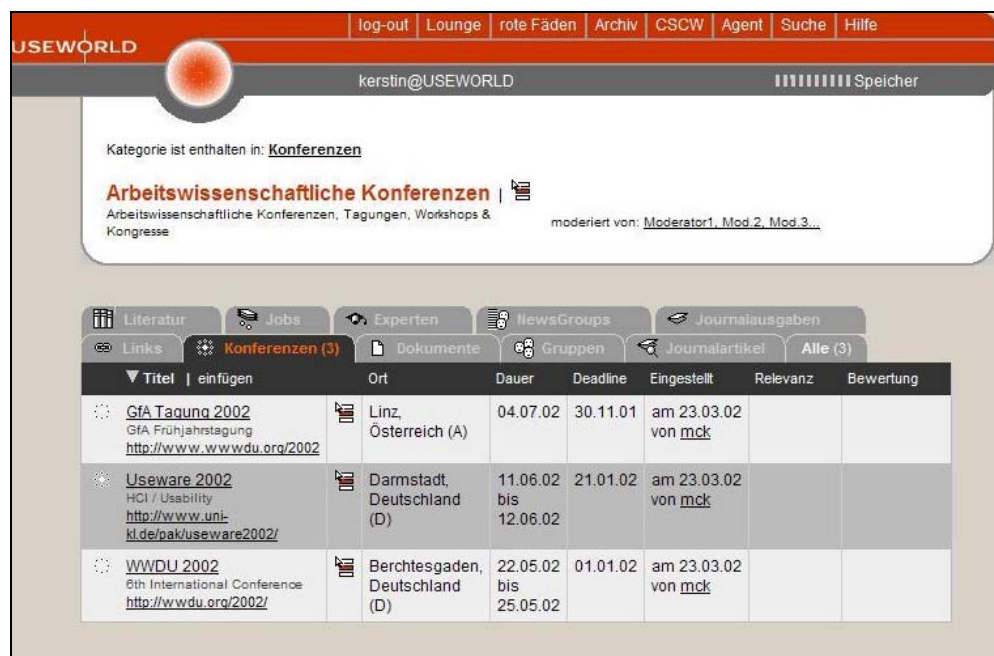 log-out | Lounge | rote Fäden | Archiv | CSCW | Agent | Suche | Hilfe
USEWORLD
kerstin@USEWORLD Speicher
Kategorie ist enthalten in: Konferenzen
Arbeitswissenschaftliche Konferenzen |
Arbeitswissenschaftliche Konferenzen, Tagungen, Workshops &
Kongresse
moderiert von: Moderator1, Mod.2, Mod.3...
Literatur Jobs Experten NewsGroups Journalausgaben
Links Konferenzen (3) Dokumente Gruppen Journalartikel Alle (3)
Titel | einfügen Ort Dauer Deadline Eingestellt Relevanz Bewertung
GfA Tagung 2002 Linz, 04.07.02 30.11.01 am 23.03.02
GfA Frühjahrstagung Österreich (A) von mck
http://www.wwwdu.org/2002
Useware 2002 Darmstadt, 11.06.02 21.01.02 am 23.03.02
HCI / Usability Deutschland bis von mck
http://www.uni- (D) 12.06.02
kl.de/pak/useware2002/
WWDU 2002 Berchtesgaden, 22.05.02 01.01.02 am 23.03.02
6th International Conference Deutschland bis von mck
http://wwdu.org/2002/ (D) 25.05.02